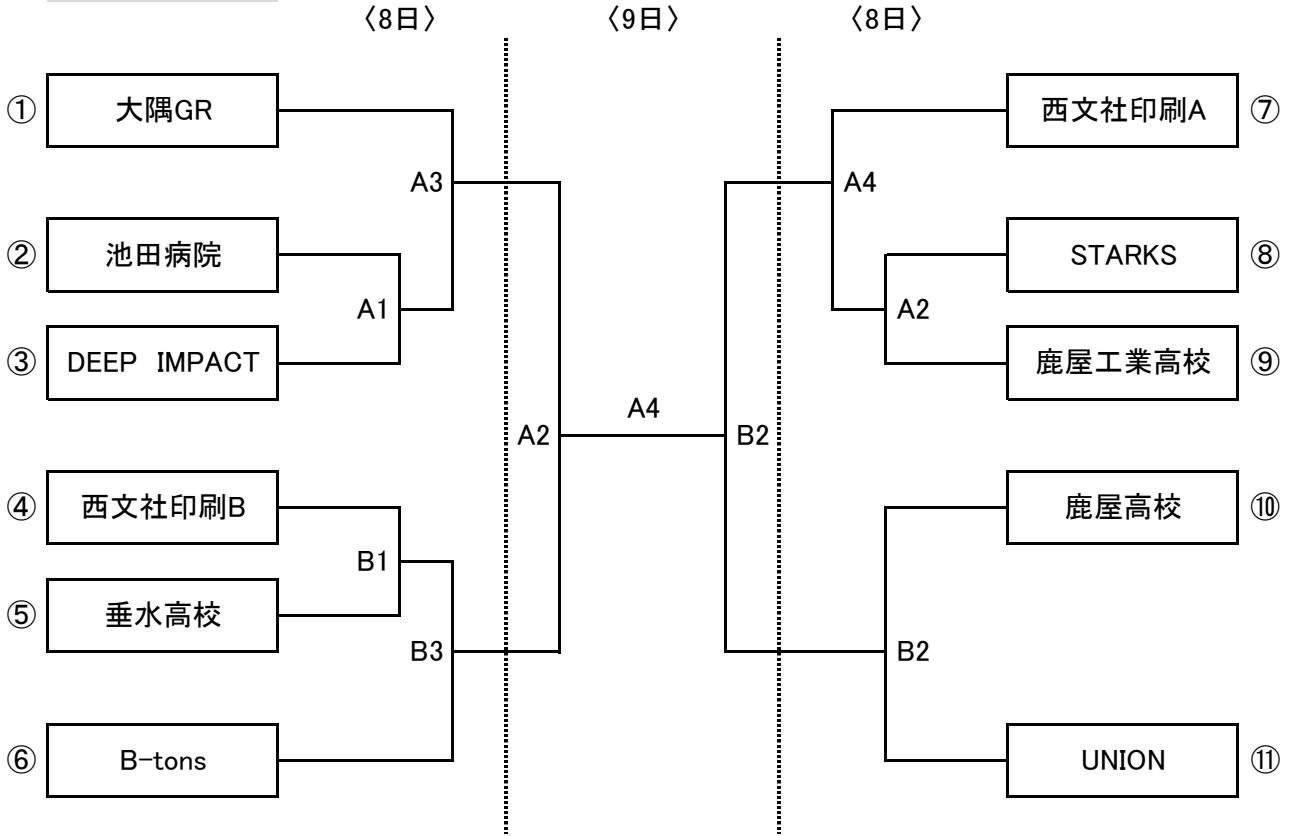 〈8日〉 〈9日〉 〈8日〉
① 大隅GR
② 池田病院
③ DEEP IMPACT
④ 西文社印刷B
⑤ 垂水高校
⑥ B-tons
A3
A1
B1
B3
A2
A4
B2
A4
A2
B2
西文社印刷A ⑦
STARKS ⑧
鹿屋工業高校 ⑨
鹿屋高校 ⑩
UNION ⑪